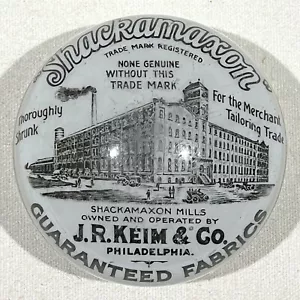 Shackamaxon
TRADE MARK REGISTERED
NONE GENUINE
WITHOUT THIS
TRADE MARK
Thoroughly
Shrunk
For the Merchant
Tailoring Trade
SHACKAMAXON MILLS
OWNED AND OPERATED BY
J.R. KEIM & CO.
PHILADELPHIA.
GUARANTEED FABRICS